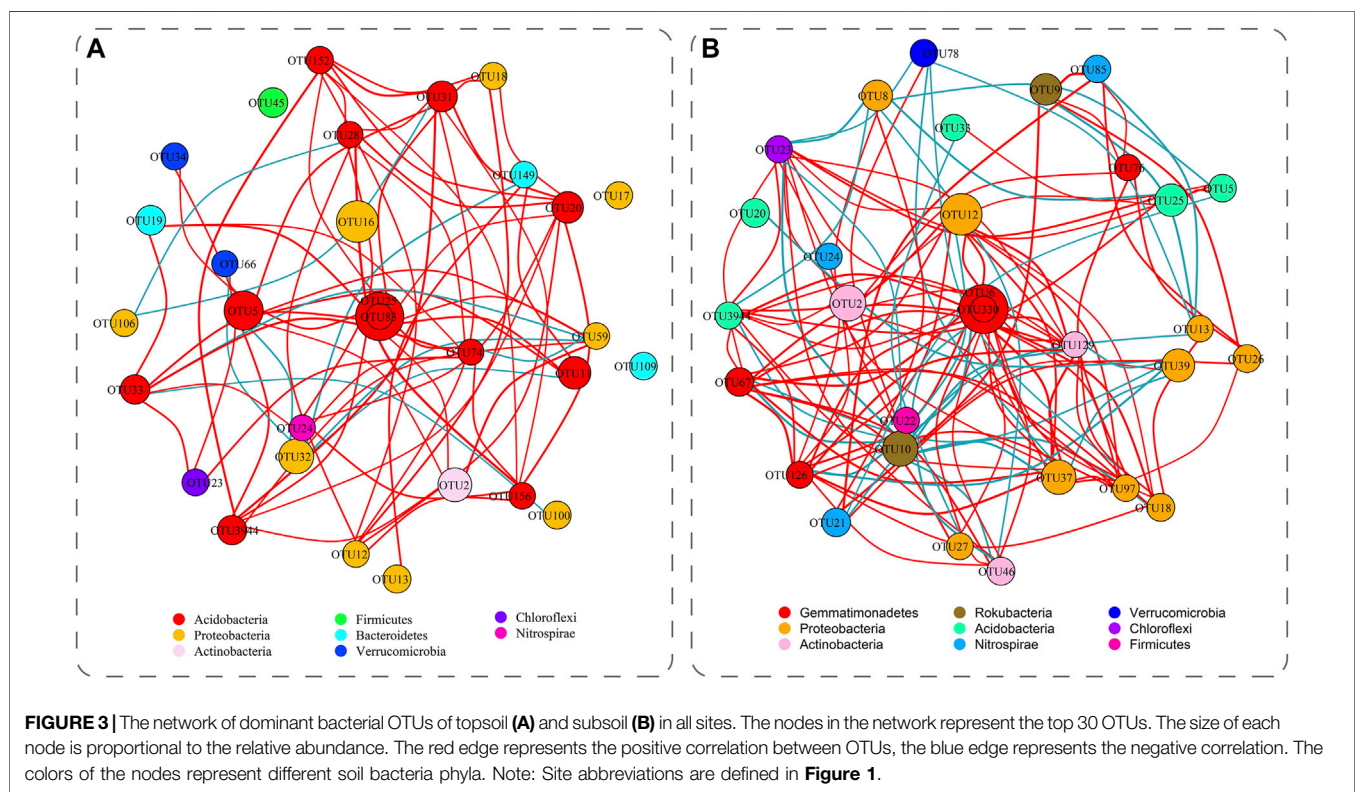 A
B
OTU152
OTU18
OTU31
OTU45
OTU28
OTU34
OTU149
OTU17
OTU20
OTU19
OTU16
OTU66
OTU5
OTU25
OTU83
OTU106
OTU59
OTU74
OTU109
OTU11
OTU33
OTU24
OTU32
OTU23
OTU2
OTU156
OTU100
OTU3944
OTU12
OTU13
Acidobacteria
Proteobacteria
Actinobacteria
Firmicutes
Bacteroidetes
Verrucomicrobia
Chloroflexi
Nitrospirae
OTU78
OTU85
OTU8
OTU9
OTU33
OTU23
OTU76
OTU5
OTU25
OTU20
OTU12
OTU24
OTU2
OTU6
OTU330
OTU3944
OTU13
OTU129
OTU26
OTU39
OTU67
OTU22
OTU10
OTU126
OTU37
OTU97
OTU18
OTU21
OTU27
OTU46
Gemmatimonadetes
Proteobacteria
Actinobacteria
Rokubacteria
Acidobacteria
Nitrospirae
Verrucomicrobia
Chloroflexi
Firmicutes
FIGURE 3 | The network of dominant bacterial OTUs of topsoil (A) and subsoil (B) in all sites. The nodes in the network represent the top 30 OTUs. The size of each
node is proportional to the relative abundance. The red edge represents the positive correlation between OTUs, the blue edge represents the negative correlation. The
colors of the nodes represent different soil bacteria phyla. Note: Site abbreviations are defined in Figure 1.